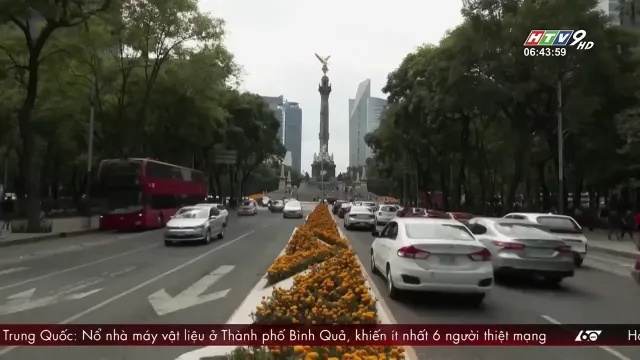 HTV9 HD
06:43:59
Trung Quốc: Nổ nhà máy vật liệu ở Thành phố Bình Quả, khiến ít nhất 6 người thiệt mạng